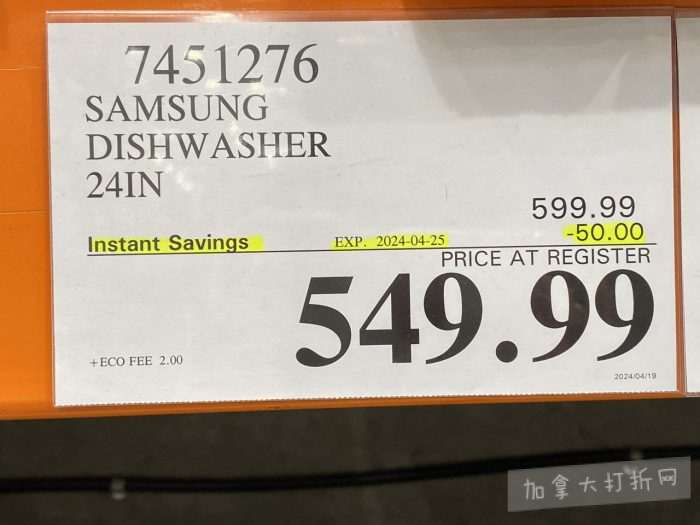 7451276
SAMSUNG
DISHWASHER
24IN
599.99
Instant Savings EXP. 2024-04-25 -50.00
PRICE AT REGISTER
549.99
+ECO FEE 2.00
2024/04/19
加拿大打折网